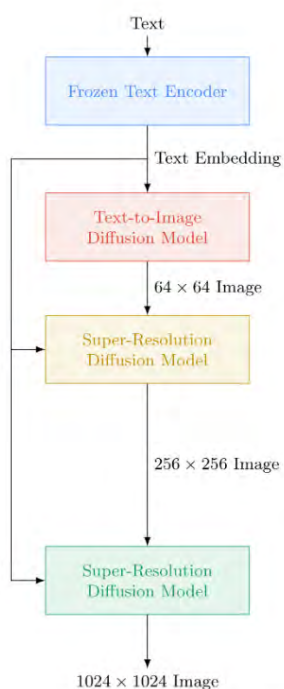 Text
Frozen Text Encoder
Text Embedding
Text-to-Image
Diffusion Model
64 × 64 Image
Super-Resolution
Diffusion Model
256 × 256 Image
Super-Resolution
Diffusion Model
1024 × 1024 Image